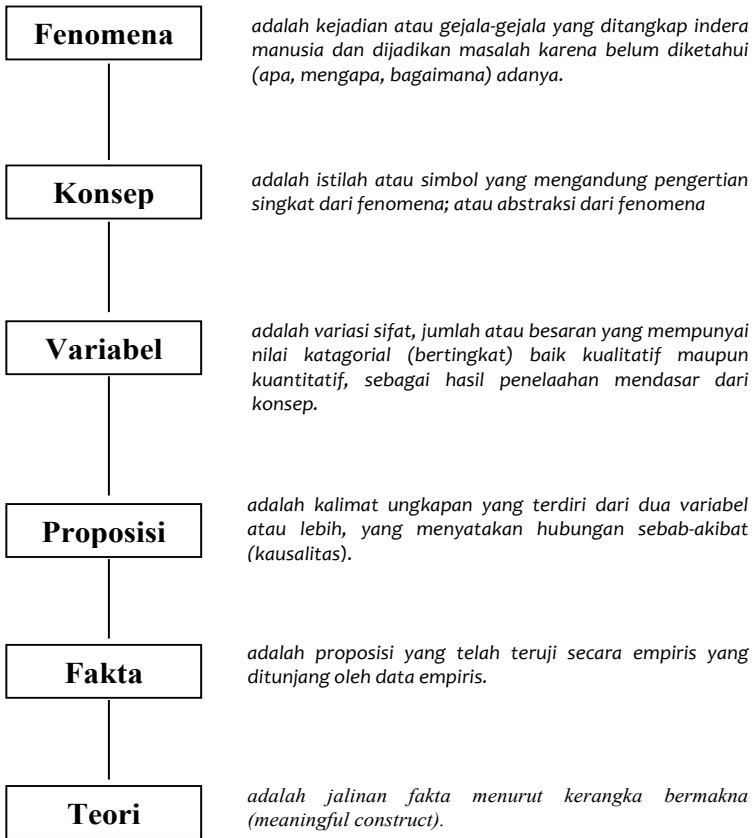 Fenomena
adalah kejadian atau gejala-gejala yang ditangkap indera
manusia dan dijadikan masalah karena belum diketahui
(apa, mengapa, bagaimana) adanya.
Konsep
adalah istilah atau simbol yang mengandung pengertian
singkat dari fenomena; atau abstraksi dari fenomena
Variabel
adalah variasi sifat, jumlah atau besaran yang mempunyai
nilai katagorial (bertingkat) baik kualitatif maupun
kuantitatif, sebagai hasil penelaahan mendasar dari
konsep.
Proposisi
adalah kalimat ungkapan yang terdiri dari dua variabel
atau lebih, yang menyatakan hubungan sebab-akibat
(kausalitas).
Fakta
adalah proposisi yang telah teruji secara empiris yang
ditunjang oleh data empiris.
Teori
adalah jalinan fakta menurut kerangka bermakna
(meaningful construct).